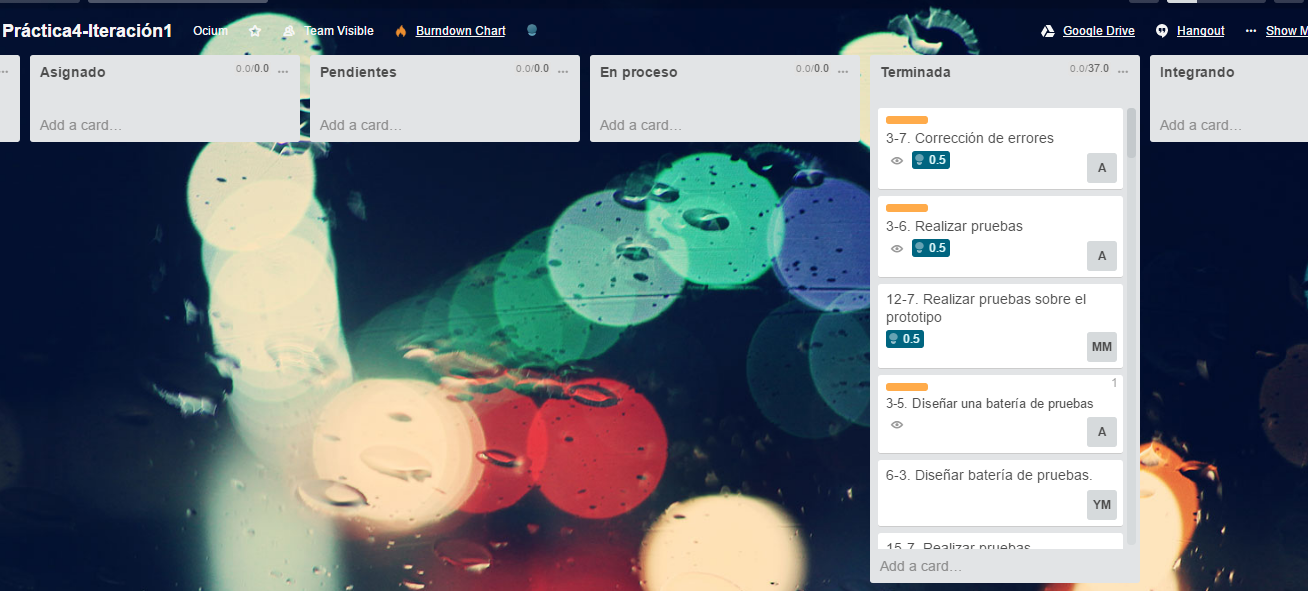 Práctica4-Iteración1 Ocium Team Visible Burndown Chart Google Drive Hangout ··· Show M
··· Asignado 0.0/0.0 ··· Pendientes 0.0/0.0 ··· En proceso 0.0/0.0 ··· Terminada 0.0/37.0 ··· Integrando
Add a card… Add a card… Add a card… Add a card…
3-7. Corrección de errores
0.5
A
3-6. Realizar pruebas
0.5
A
12-7. Realizar pruebas sobre el
prototipo
0.5
MM
1
3-5. Diseñar una batería de pruebas
A
6-3. Diseñar batería de pruebas.
YM
15-7. Realizar pruebas
Add a card…